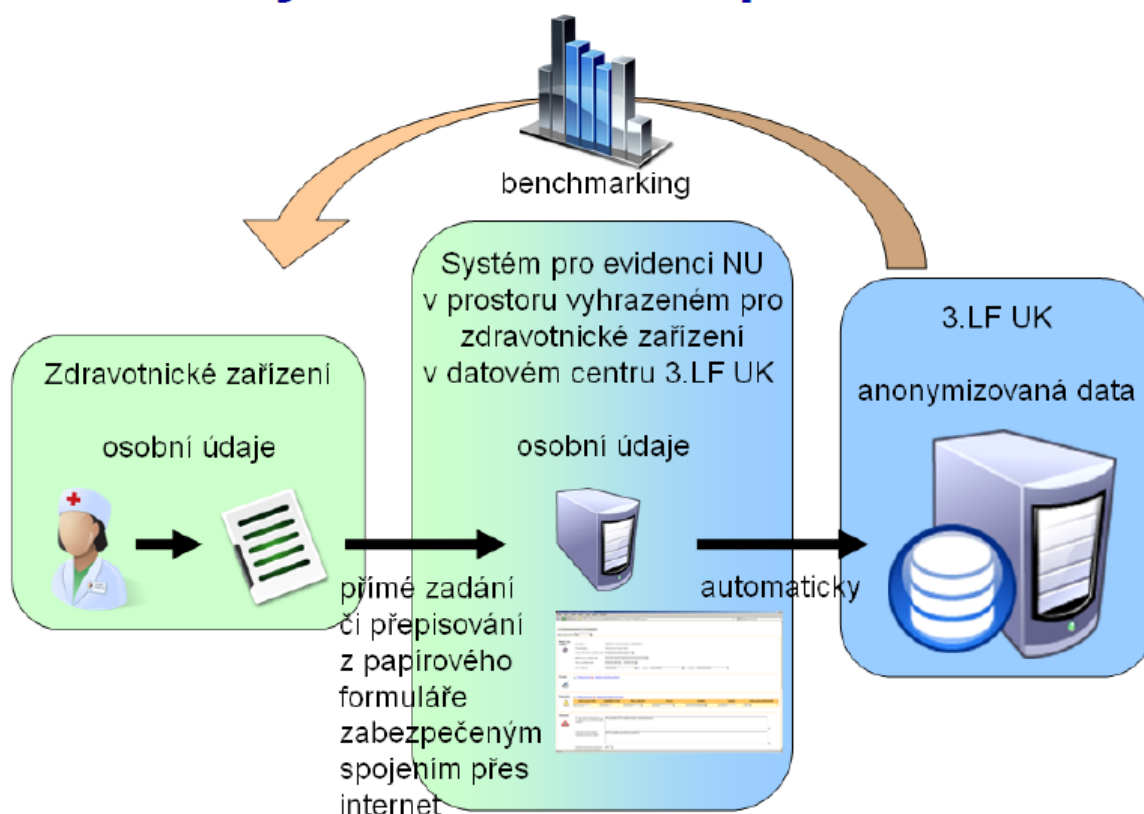 benchmarking
Systém pro evidenci NU
v prostoru vyhrazeném pro
zdravotnické zařízení
v datovém centru 3.LF UK
osobní údaje
Zdravotnické zařízení
osobní údaje
přímé zadání
či přepisování
z papírového
formuláře
zabezpečeným
spojením přes
internet
automaticky
3.LF UK
anonymizovaná data